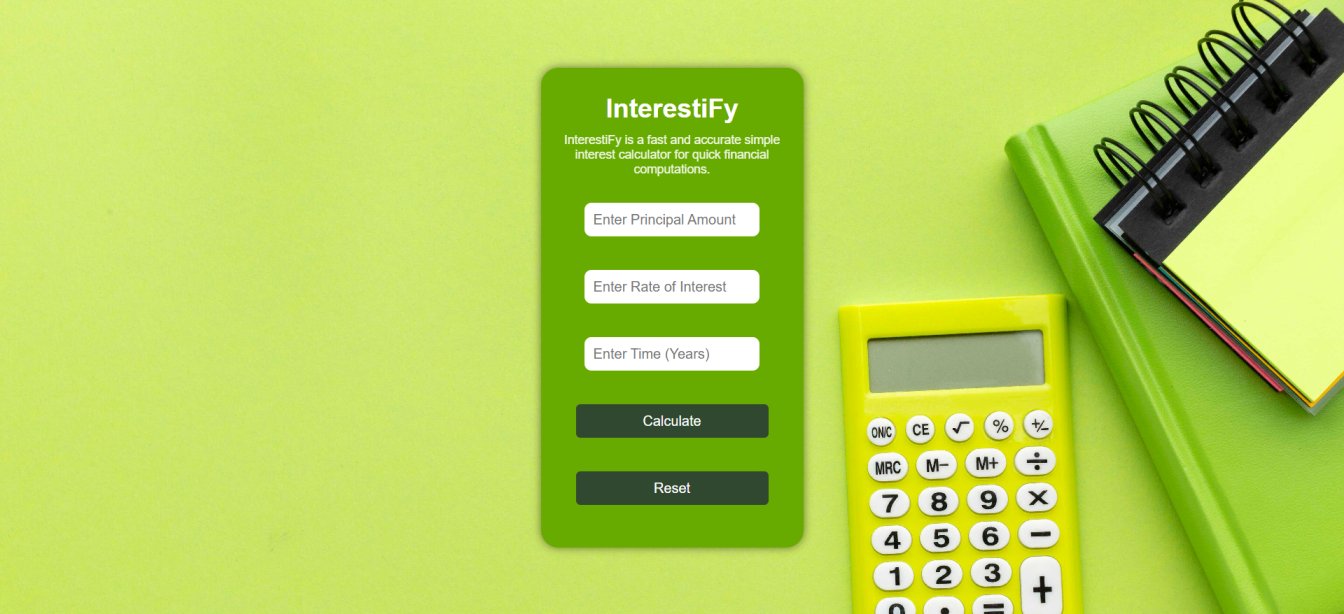 InterestiFy
InterestiFy is a fast and accurate simple
interest calculator for quick financial
computations.
Enter Principal Amount
Enter Rate of Interest
Enter Time (Years)
Calculate
Reset
ON/C CE √ % +/-
MRC M− M+ ÷
7 8 9 ×
4 5 6 −
1 2 3 +
0 • =